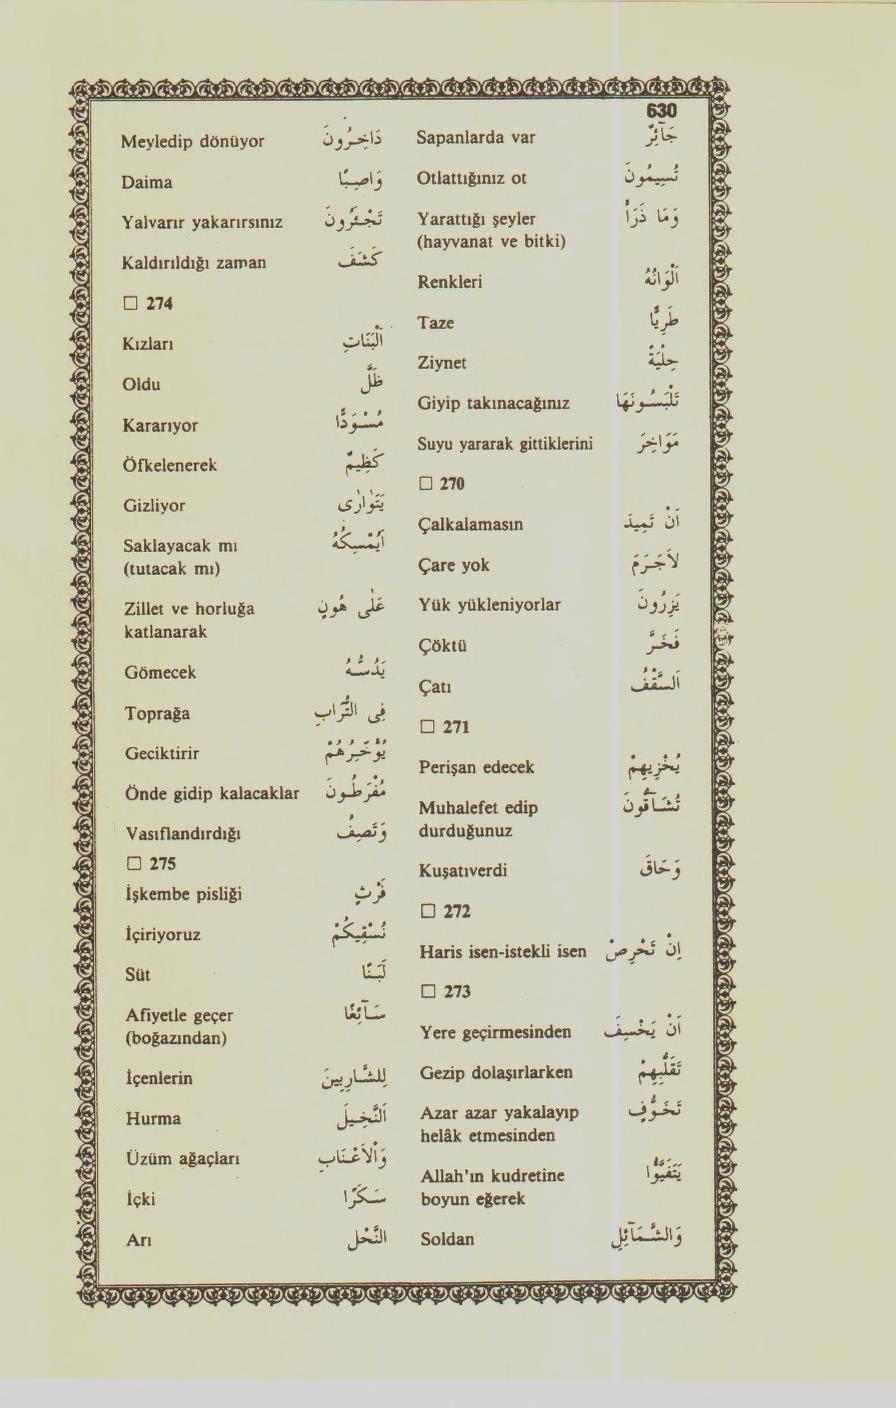 630
Sapanlarda var جَآئِرٌ
Otlattığınız ot تُسِيمُونَ
Yarattığı şeyler وَمَا ذَرَأَ
(hayvanat ve bitki)
Renkleri اَلْوَانُهُ
Taze طَرِيًّا
Ziynet حِلْيَةً
Giyip takınacağınız تَلْبَسُونَهَا
Suyu yararak gittiklerini مَوَاخِرَ
□ 270
Çalkalamasın اَنْ تَمِيدَ
Çare yok لَاجَرَمَ
Yük yükleniyorlar يَزِرُونَ
Çöktü فَخَرَّ
Çatı اَلسَّقْفُ
□ 271
Perişan edecek يُخْزِيهِمْ
Muhalefet edip تُشَآقُّونَ
durduğunuz
Kuşatıverdi وَحَاقَ
□ 272
Haris isen-istekli isen اِنْ تَحْرِصْ
□ 273
Yere geçirmesinden اَنْ يَخْسِفَ
Gezip dolaşırlarken تَقَلُّبِهِمْ
Azar azar yakalayıp تَخَوُّفٍ
helâk etmesinden
Allah'ın kudretine يَتَفَيَّؤُا
boyun eğerek
Soldan وَالشَّمَآئِلِ
Meyledip dönüyor دَاخِرُونَ
Daima وَاصِبًا
Yalvarır yakarırsınız تَجْـَٔرُونَ
Kaldırıldığı zaman كَشَفَ
□ 274
Kızları اَلْبَنَاتِ
Oldu ظَلَّ
Kararıyor مُسْوَدًّا
Öfkelenerek كَظِيمٌ
Gizliyor يَتَوَارٰى
Saklayacak mı اَيُمْسِكُهُ
(tutacak mı)
Zillet ve horluğa عَلٰى هُونٍ
katlanarak
Gömecek يَدُسُّهُ
Toprağa فِى التُّرَابِ
Geciktirir يُؤَخِّرُهُمْ
Önde gidip kalacaklar مُفْرَطُونَ
Vasıflandırdığı وَتَصِفُ
□ 275
İşkembe pisliği فَرْثٍ
İçiriyoruz نُسْقِيكُمْ
Süt لَبَنًا
Afiyetle geçer سَآئِغًا
(boğazından)
İçenlerin لِلشَّارِبِينَ
Hurma اَلنَّخِيلِ
Üzüm ağaçları وَالْاَعْنَابِ
İçki سَكَرًا
Arı النَّحْلِ